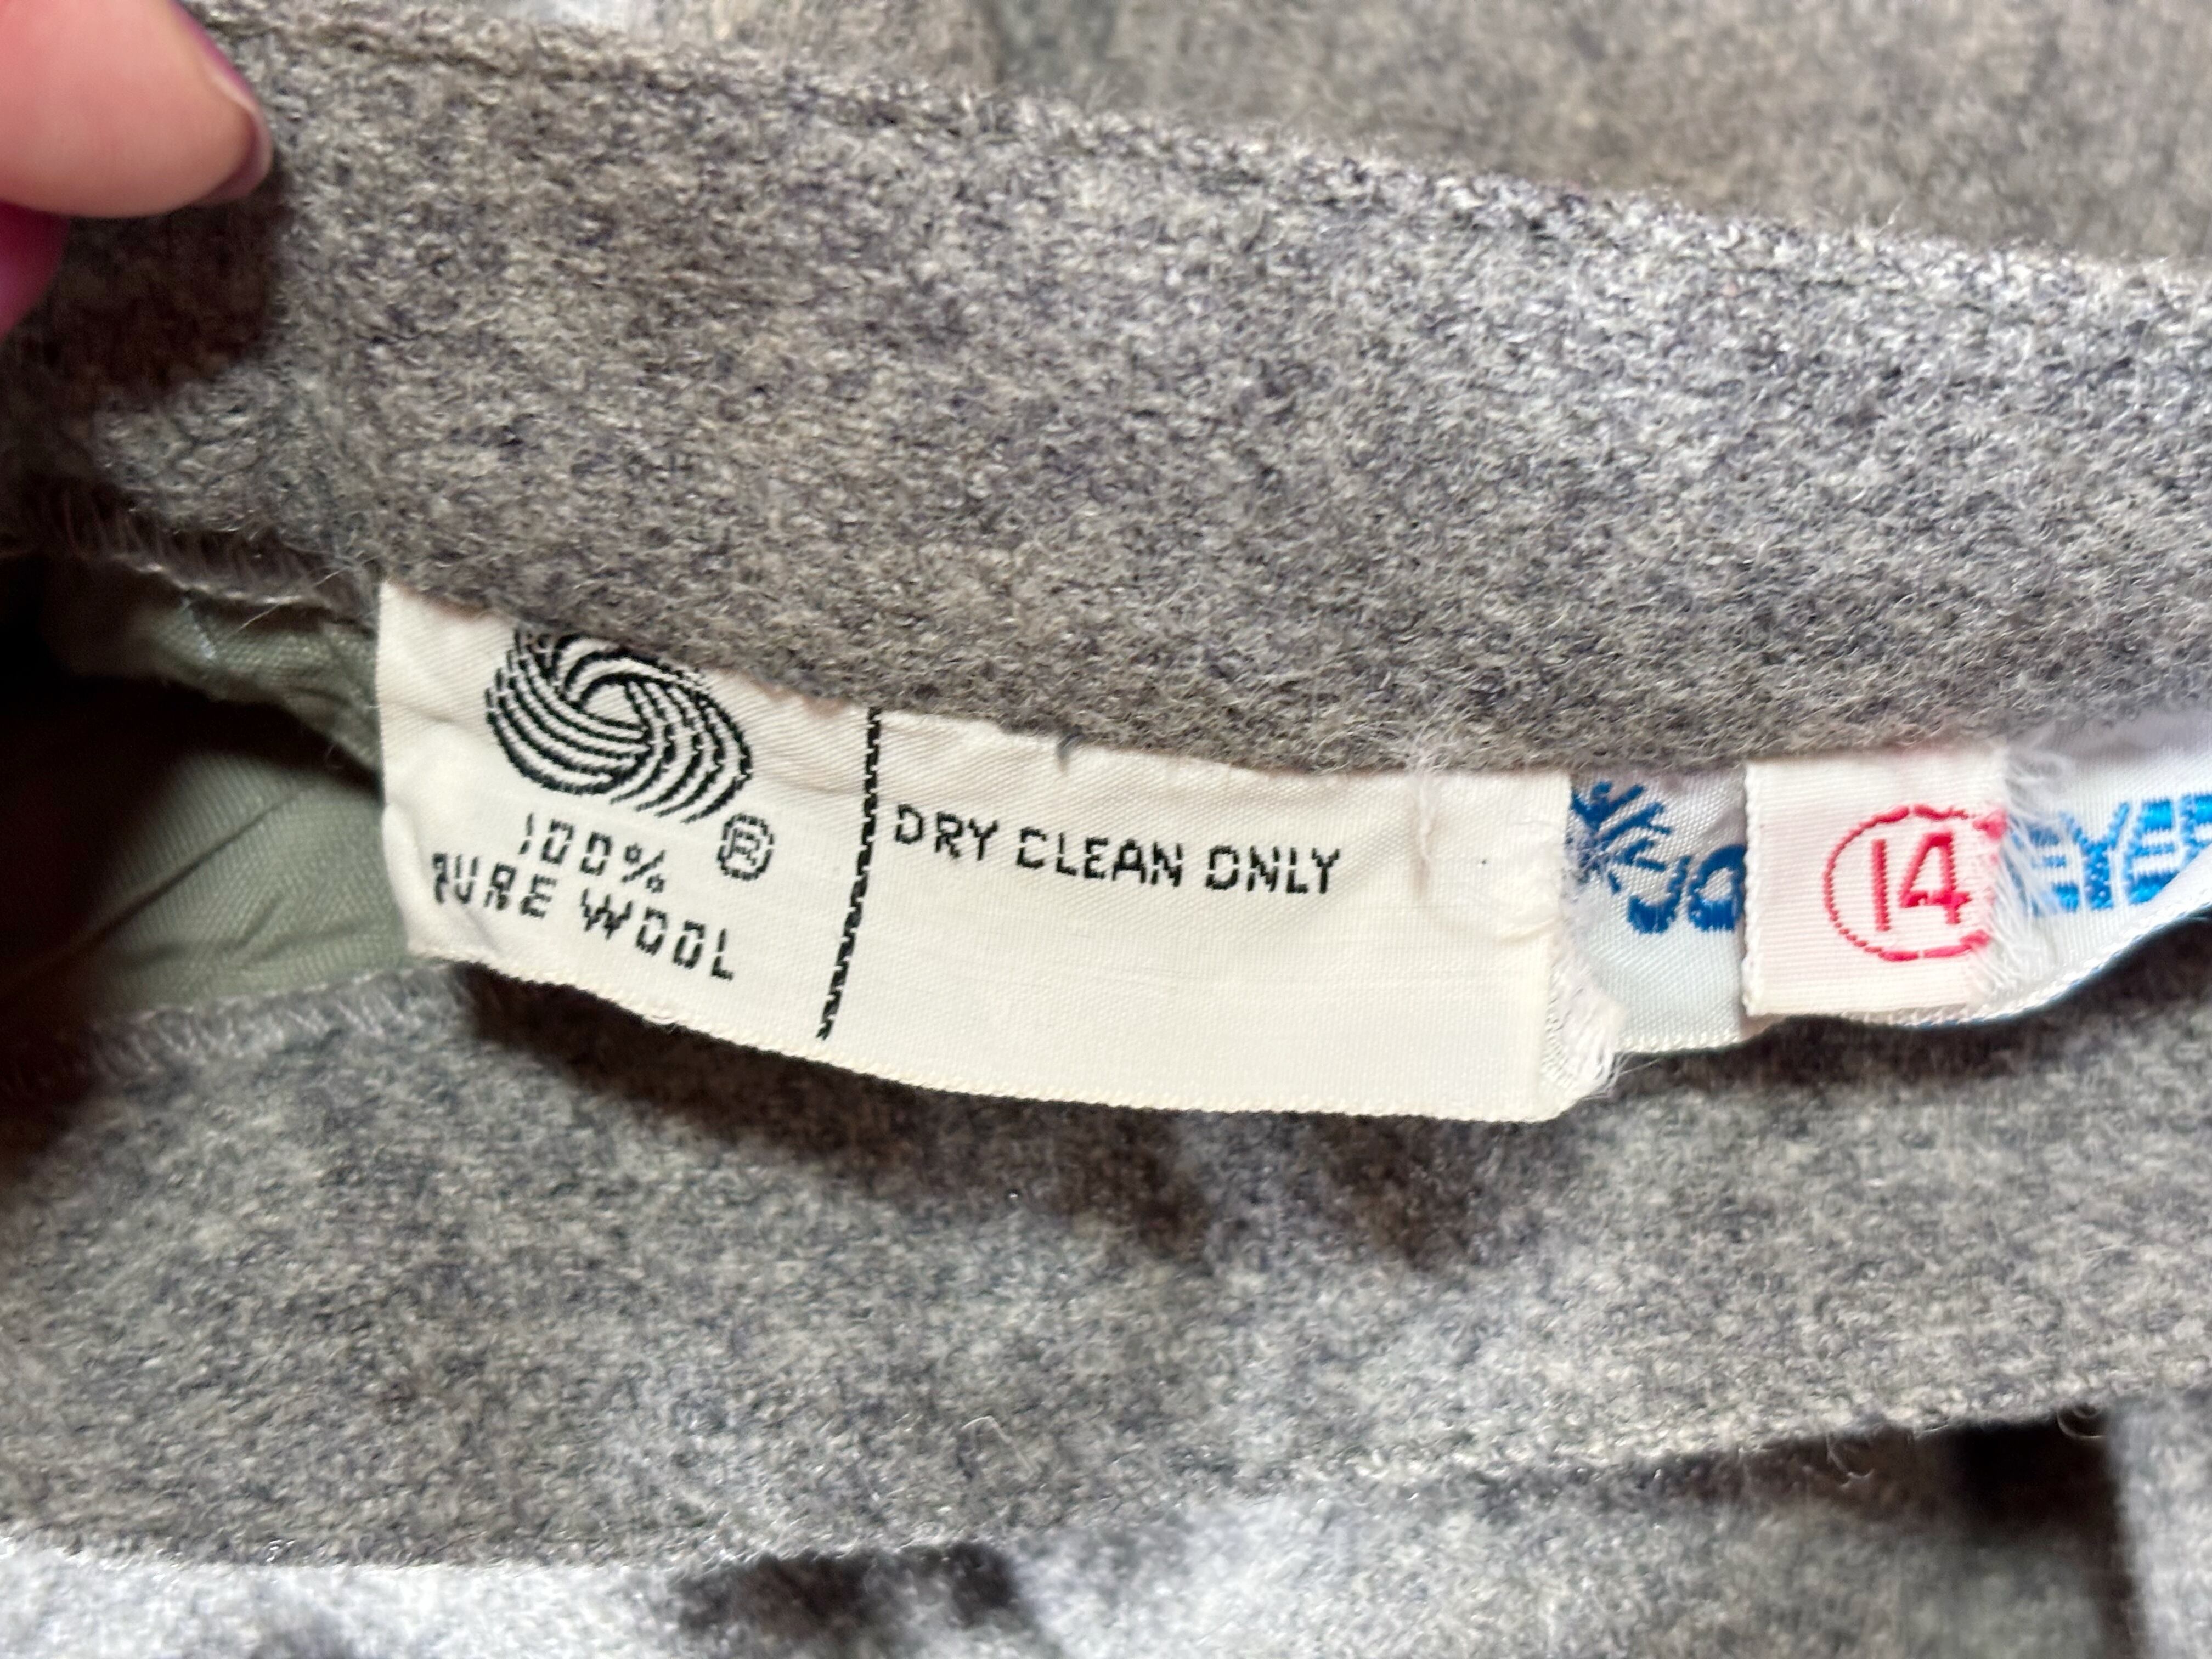 100% ®
PURE WOOL
DRY CLEAN ONLY
14